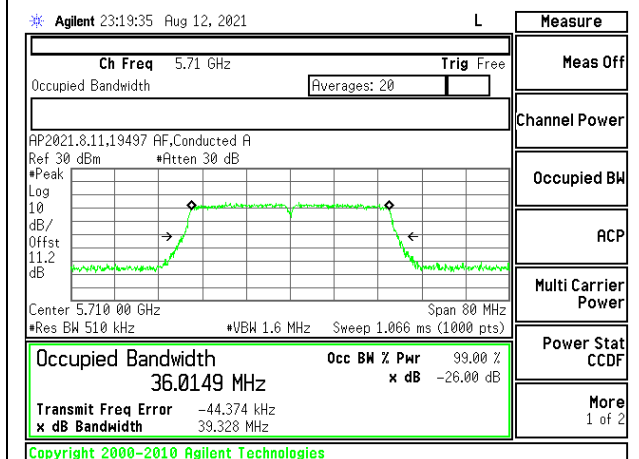 Agilent 23:19:35 Aug 12, 2021 L
Measure
Ch Freq 5.71 GHz Trig Free
Occupied Bandwidth Averages: 20
Meas Off
Channel Power
AP2021.8.11,19497 AF,Conducted A
Ref 30 dBm #Atten 30 dB
#Peak
Log
10
dB/
Offst
11.2
dB
Occupied BW
ACP
Multi Carrier
Power
Center 5.710 00 GHz Span 80 MHz
#Res BW 510 kHz #VBW 1.6 MHz Sweep 1.066 ms (1000 pts)
Occupied Bandwidth Occ BW % Pwr 99.00 %
36.0149 MHz x dB -26.00 dB
Transmit Freq Error -44.374 kHz
x dB Bandwidth 39.328 MHz
Power Stat
CCDF
More
1 of 2
Copyright 2000-2010 Agilent Technologies